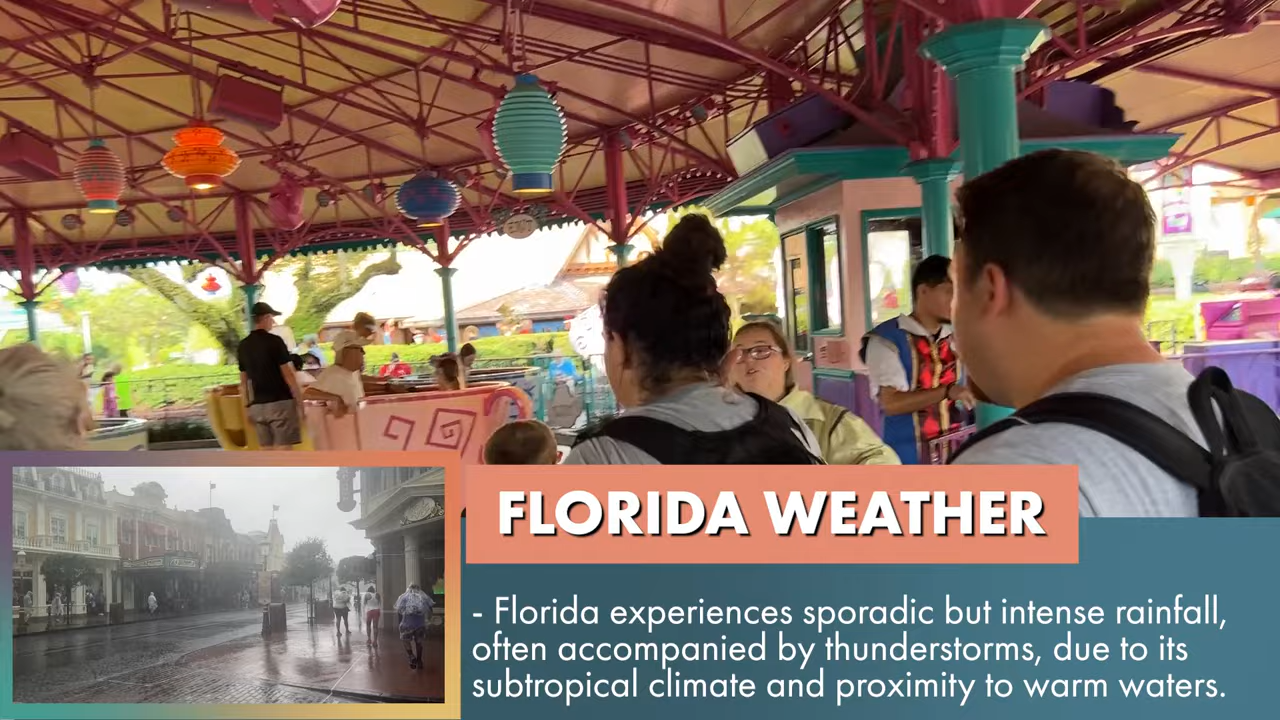 FLORIDA WEATHER
- Florida experiences sporadic but intense rainfall,
often accompanied by thunderstorms, due to its
subtropical climate and proximity to warm waters.